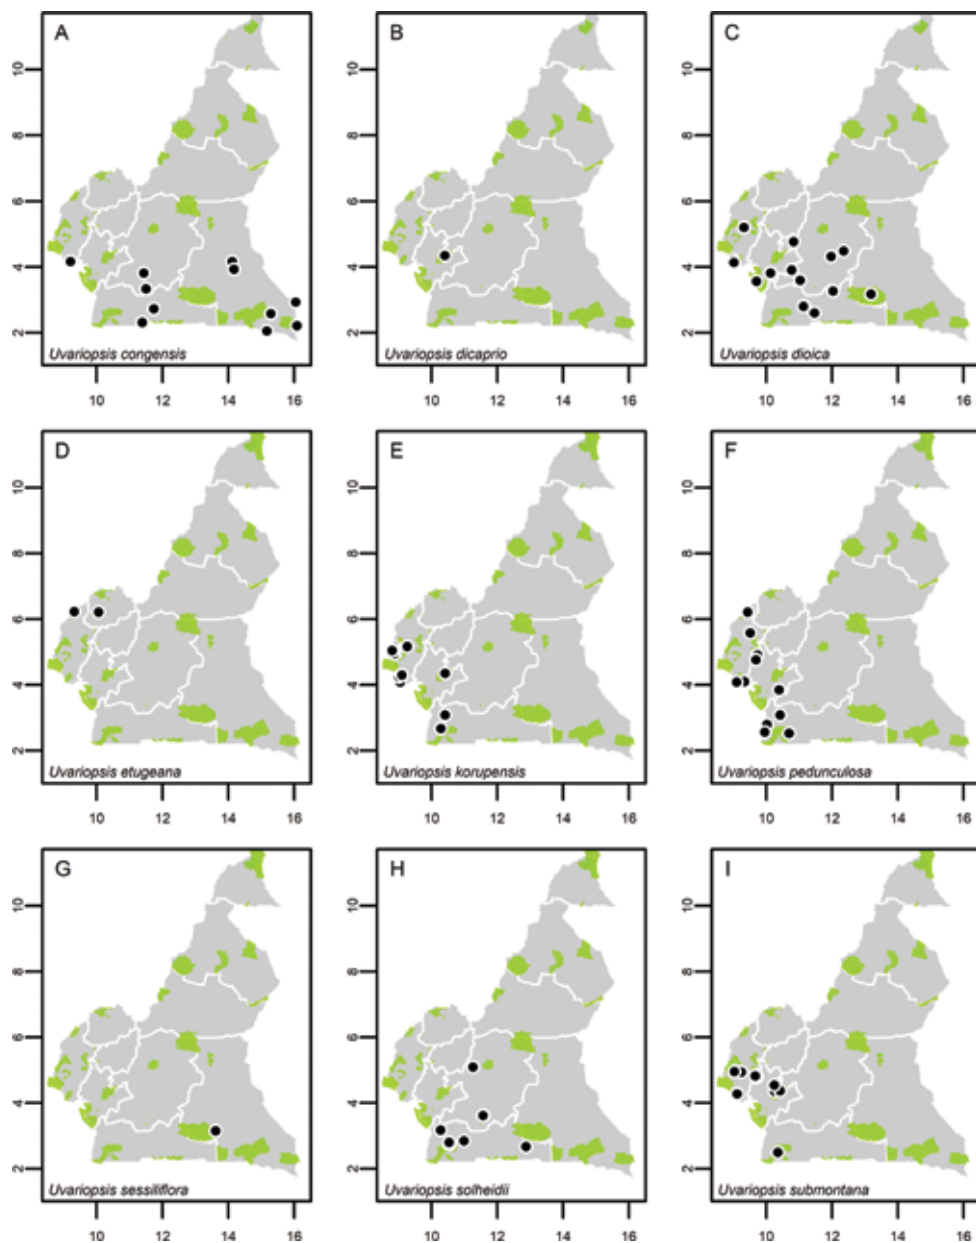 A
B
C
10
8
6
4
2
Uvariopsis congensis
Uvariopsis dicaprio
Uvariopsis dioica
10 12 14 16
10 12 14 16
10 12 14 16
D
E
F
10
8
6
4
2
10
8
6
4
2
10
8
6
4
2
10
8
6
4
2
10
8
6
4
2
Uvariopsis etugeana
Uvariopsis korupensis
Uvariopsis pedunculosa
10 12 14 16
10 12 14 16
10 12 14 16
G
H
I
10
8
6
4
2
10
8
6
4
2
10
8
6
4
2
Uvariopsis sessiliflora
Uvariopsis solheidii
Uvariopsis submontana
10 12 14 16
10 12 14 16
10 12 14 16